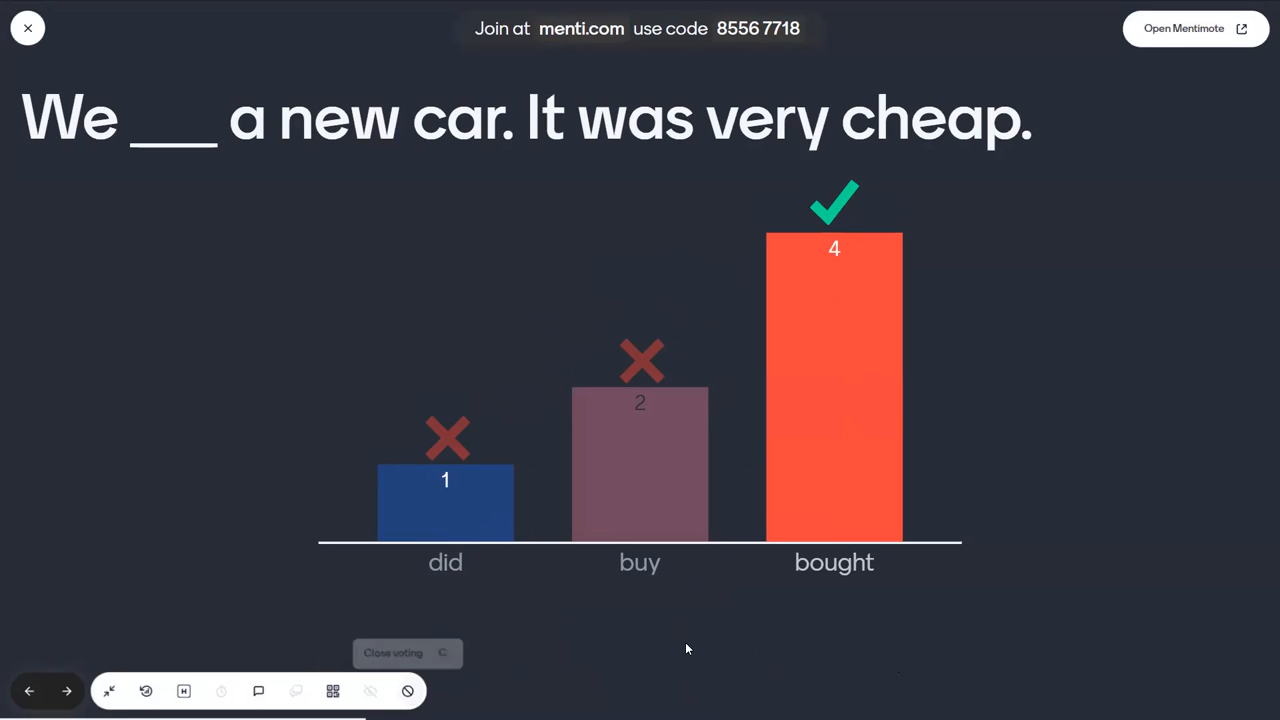 Join at menti.com use code 8556 7718
Open Mentimote
We ___ a new car. It was very cheap.
4
2
1
did
buy
bought
Close voting C
H